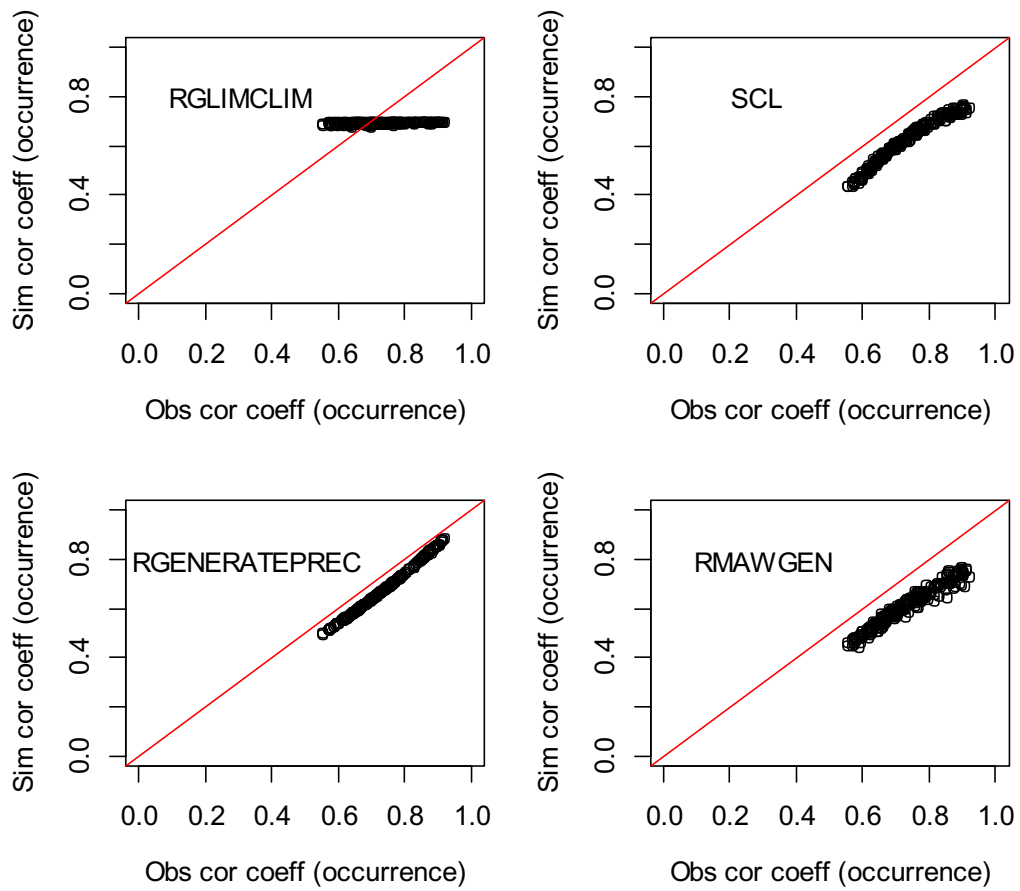 Sim cor coeff (occurrence)
0.8
0.4
0.0
RGLIMCLIM
0.0 0.2 0.4 0.6 0.8 1.0
Obs cor coeff (occurrence)
Sim cor coeff (occurrence)
0.8
0.4
0.0
SCL
0.0 0.2 0.4 0.6 0.8 1.0
Obs cor coeff (occurrence)
Sim cor coeff (occurrence)
0.8
0.4
0.0
RGENERATEPREC
0.0 0.2 0.4 0.6 0.8 1.0
Obs cor coeff (occurrence)
Sim cor coeff (occurrence)
0.8
0.4
0.0
RMAWGEN
0.0 0.2 0.4 0.6 0.8 1.0
Obs cor coeff (occurrence)